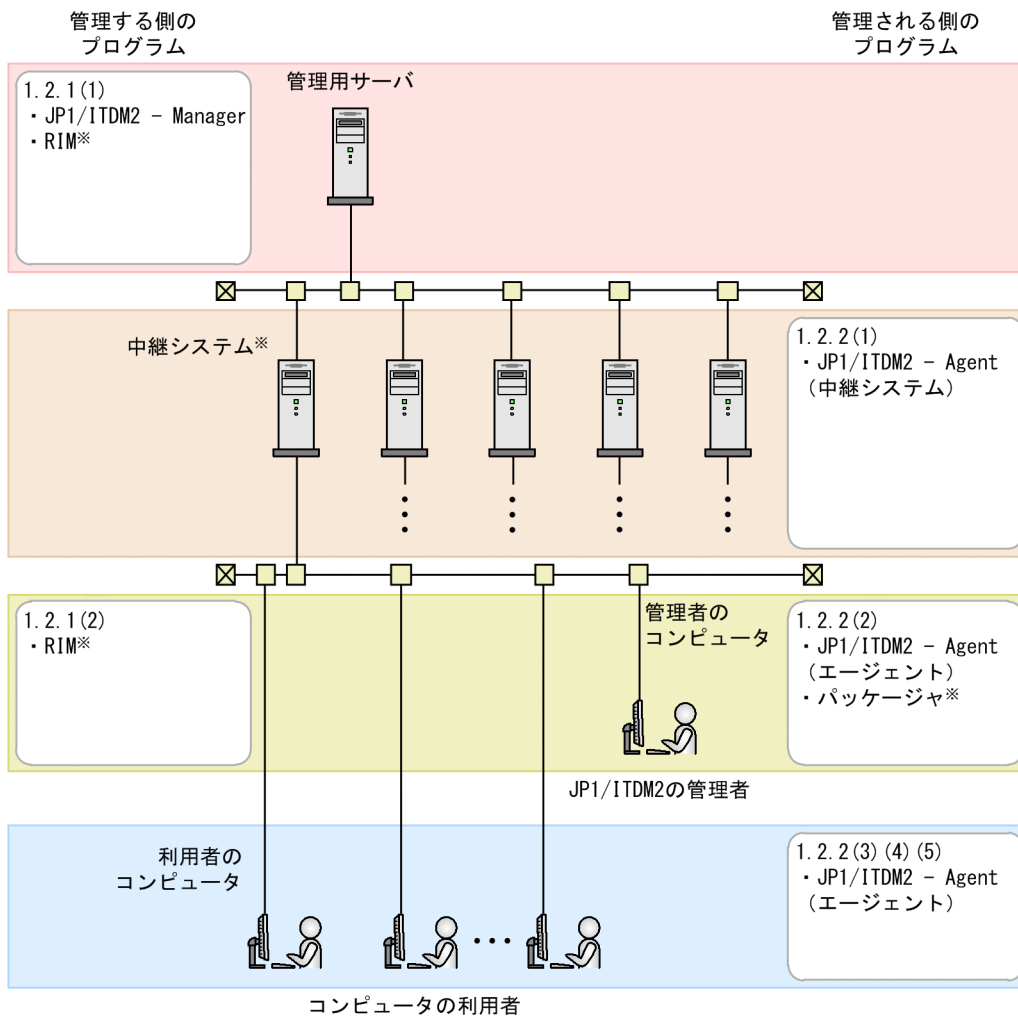 管理する側の
プログラム
管理される側の
プログラム
1.2.1(1)
・JP1/ITDM2 − Manager
・RIM※
管理用サーバ
中継システム※
1.2.2(1)
・JP1/ITDM2 − Agent
（中継システム）
1.2.1(2)
・RIM※
管理者の
コンピュータ
1.2.2(2)
・JP1/ITDM2 − Agent
（エージェント）
・パッケージャ※
JP1/ITDM2の管理者
利用者の
コンピュータ
1.2.2(3)(4)(5)
・JP1/ITDM2 − Agent
（エージェント）
コンピュータの利用者